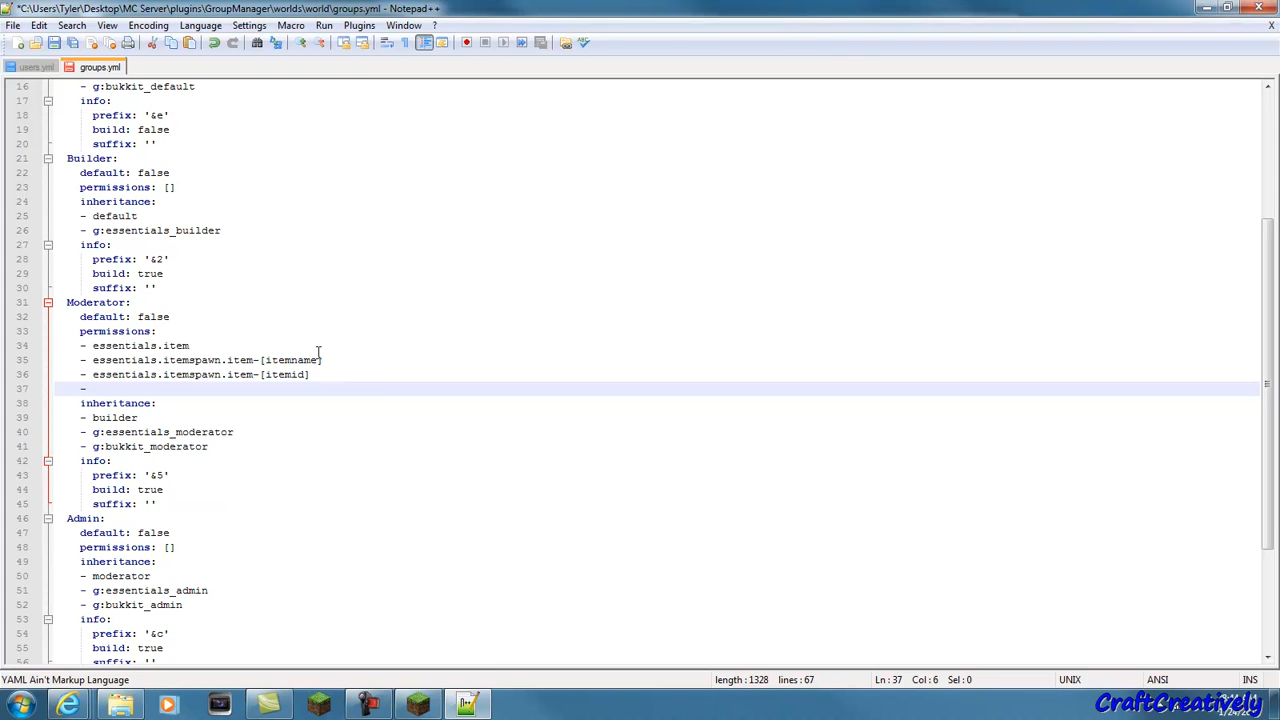 *C:\Users\Tyler\Desktop\MC Server\plugins\GroupManager\worlds\world\groups.yml - Notepad++
File Edit Search View Encoding Language Settings Macro Run Plugins Window ? X
users.yml groups.yml
16 - g:bukkit_default
17 info:
18 prefix: '&e'
19 build: false
20 suffix: ''
21 Builder:
22 default: false
23 permissions: []
24 inheritance:
25 - default
26 - g:essentials_builder
27 info:
28 prefix: '&2'
29 build: true
30 suffix: ''
31 Moderator:
32 default: false
33 permissions:
34 - essentials.item
35 - essentials.itemspawn.item-[itemname]
36 - essentials.itemspawn.item-[itemid]
37 -
38 inheritance:
39 - builder
40 - g:essentials_moderator
41 - g:bukkit_moderator
42 info:
43 prefix: '&5'
44 build: true
45 suffix: ''
46 Admin:
47 default: false
48 permissions: []
49 inheritance:
50 - moderator
51 - g:essentials_admin
52 - g:bukkit_admin
53 info:
54 prefix: '&c'
55 build: true
56 suffix: ''
YAML Ain't Markup Language length : 1328 lines : 67 Ln : 37 Col : 6 Sel : 0 UNIX ANSI INS
CraftCreatively